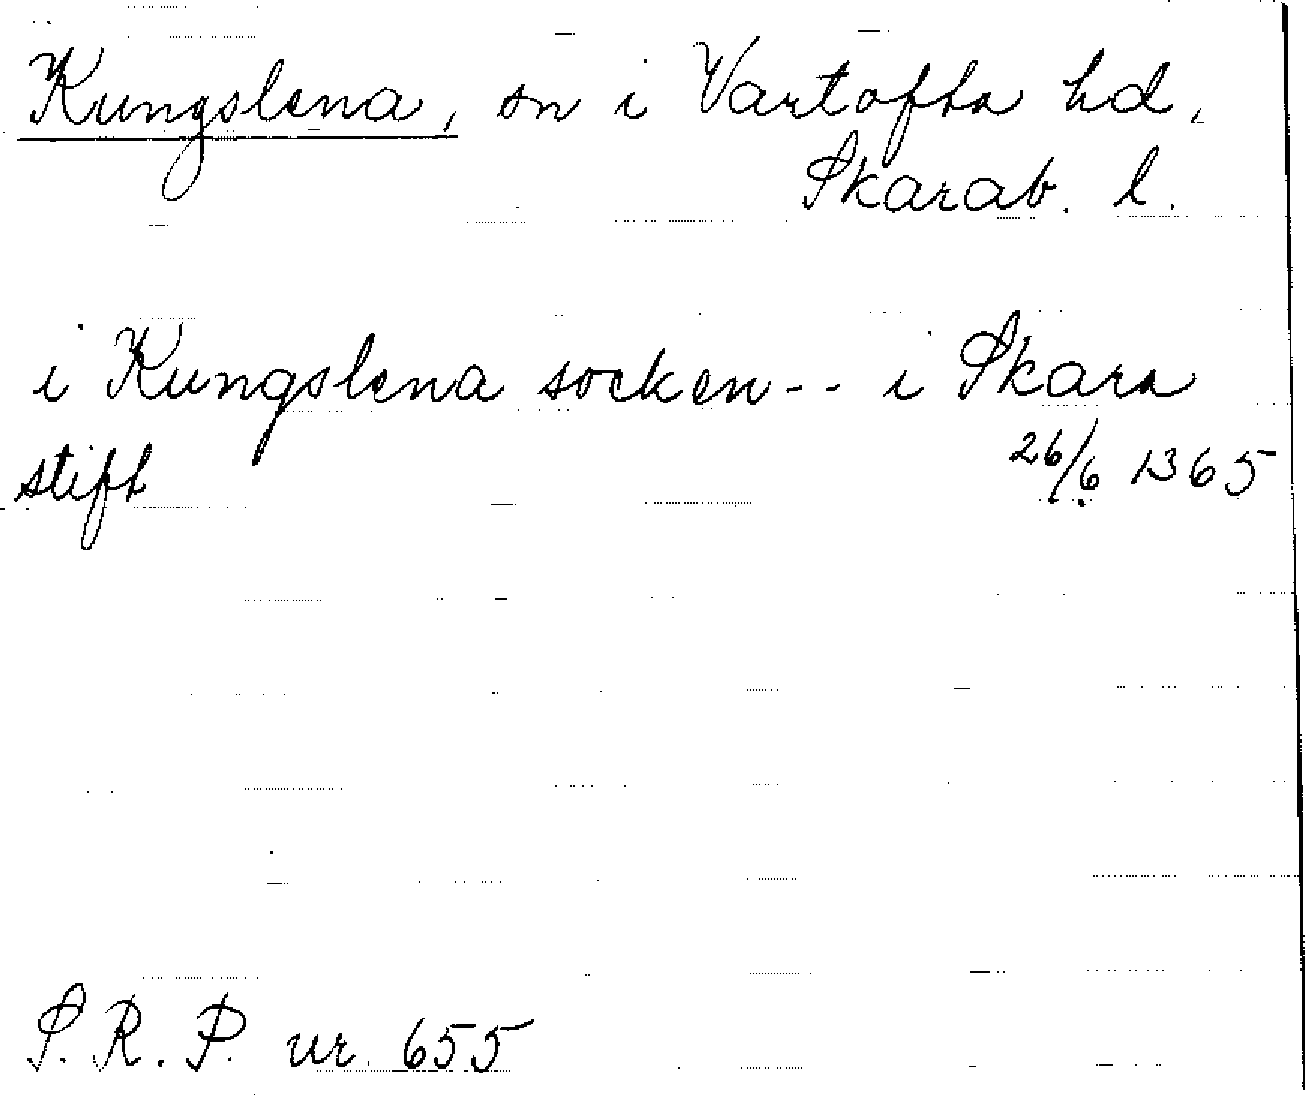 Kungslena, sn i Vartofta hd,
Skarab. l.
i Kungslena socken -- i Skara
stift 26/6 1365
S.R.P. nr. 655